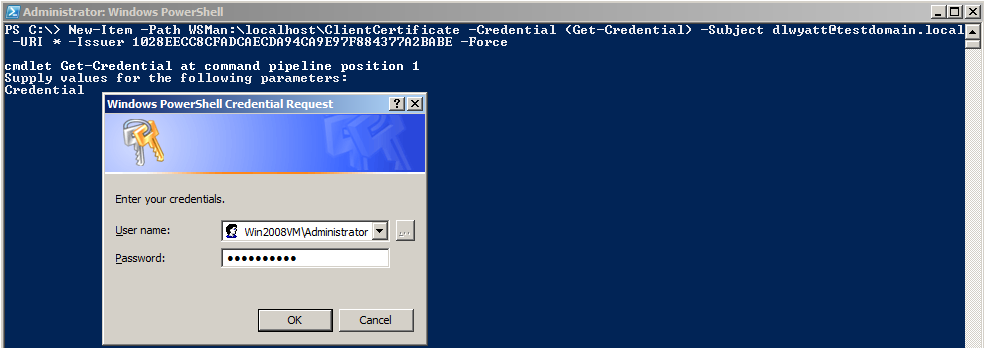 Administrator: Windows PowerShell
PS C:\> New-Item -Path WSMan:\localhost\ClientCertificate -Credential (Get-Credential) -Subject dlwyatt@testdomain.local
-URI * -Issuer 1028EECC8CFADCAECDA94CA9E97F884377A2BABE -Force
cmdlet Get-Credential at command pipeline position 1
Supply values for the following parameters:
Credential
Windows PowerShell Credential Request
Enter your credentials.
User name: Win2008VM\Administrator ...
Password: ●●●●●●●●●●
OK Cancel